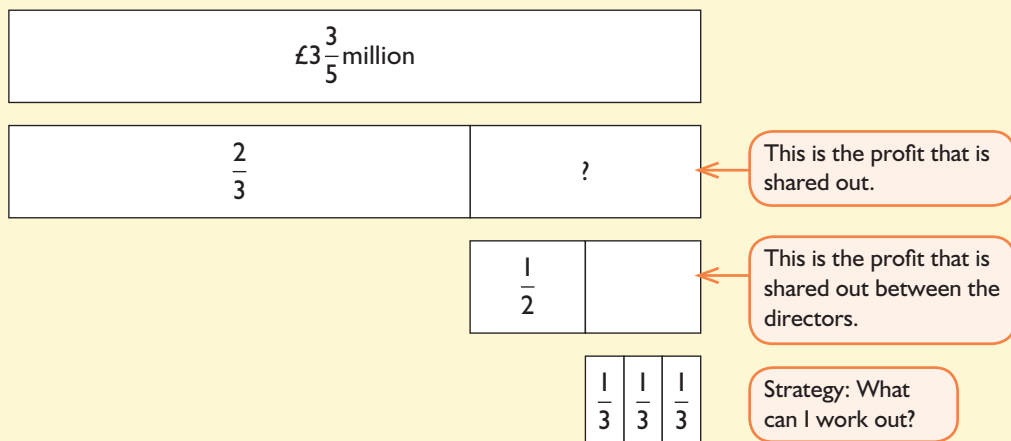 £3 3/5 million
2/3 ?
This is the profit that is
shared out.
1/2
This is the profit that is
shared out between the
directors.
1/3 1/3 1/3
Strategy: What
can I work out?